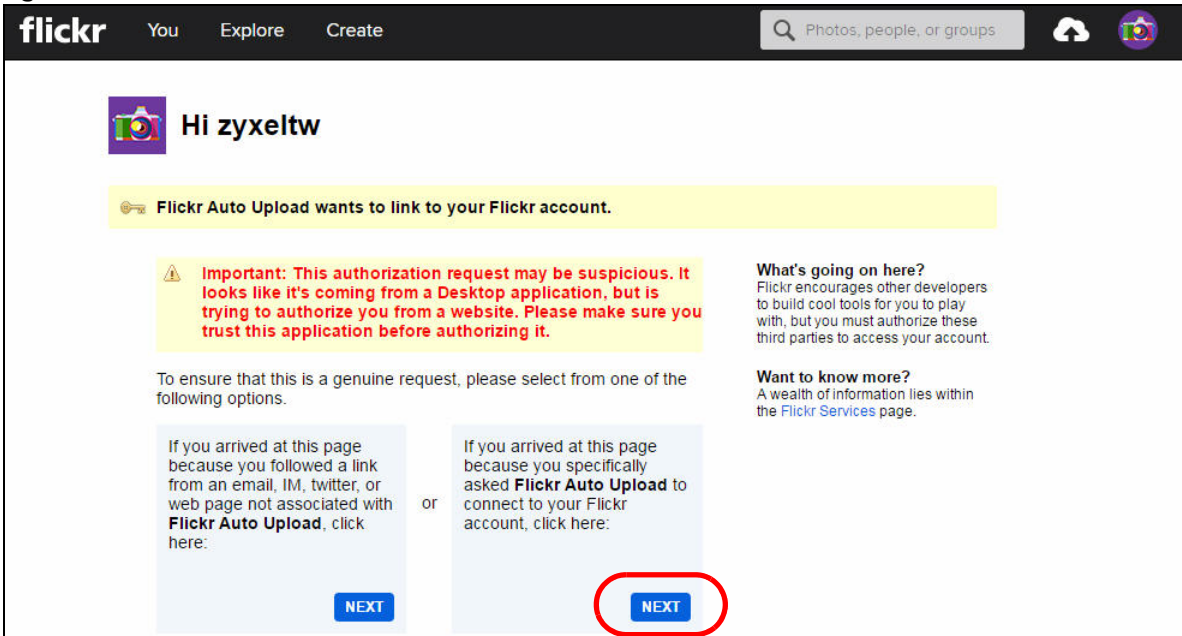 flickr You Explore Create Photos, people, or groups
Hi zyxeltw
Flickr Auto Upload wants to link to your Flickr account.
Important: This authorization request may be suspicious. It
looks like it's coming from a Desktop application, but is
trying to authorize you from a website. Please make sure you
trust this application before authorizing it.
To ensure that this is a genuine request, please select from one of the
following options.
If you arrived at this page
because you followed a link
from an email, IM, twitter, or
web page not associated with
Flickr Auto Upload, click
here:
NEXT
or
If you arrived at this page
because you specifically
asked Flickr Auto Upload to
connect to your Flickr
account, click here:
NEXT
What's going on here?
Flickr encourages other developers
to build cool tools for you to play
with, but you must authorize these
third parties to access your account.
Want to know more?
A wealth of information lies within
the Flickr Services page.